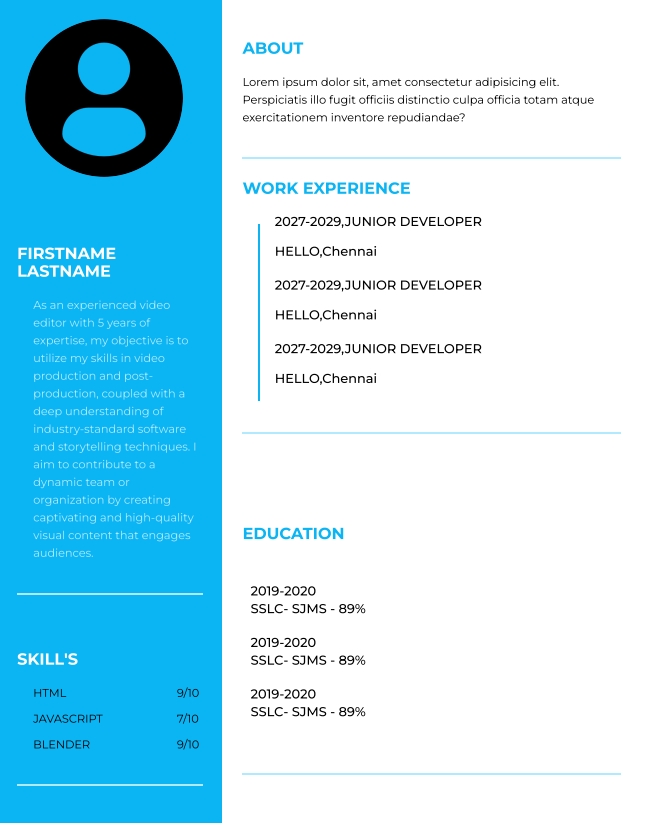 FIRSTNAME
LASTNAME
As an experienced video
editor with 5 years of
expertise, my objective is to
utilize my skills in video
production and post-
production, coupled with a
deep understanding of
industry-standard software
and storytelling techniques. I
aim to contribute to a
dynamic team or
organization by creating
captivating and high-quality
visual content that engages
audiences.
SKILL'S
HTML 9/10
JAVASCRIPT 7/10
BLENDER 9/10
ABOUT
Lorem ipsum dolor sit, amet consectetur adipisicing elit.
Perspiciatis illo fugit officiis distinctio culpa officia totam atque
exercitationem inventore repudiandae?
WORK EXPERIENCE
2027-2029,JUNIOR DEVELOPER
HELLO,Chennai
2027-2029,JUNIOR DEVELOPER
HELLO,Chennai
2027-2029,JUNIOR DEVELOPER
HELLO,Chennai
EDUCATION
2019-2020
SSLC- SJMS - 89%
2019-2020
SSLC- SJMS - 89%
2019-2020
SSLC- SJMS - 89%